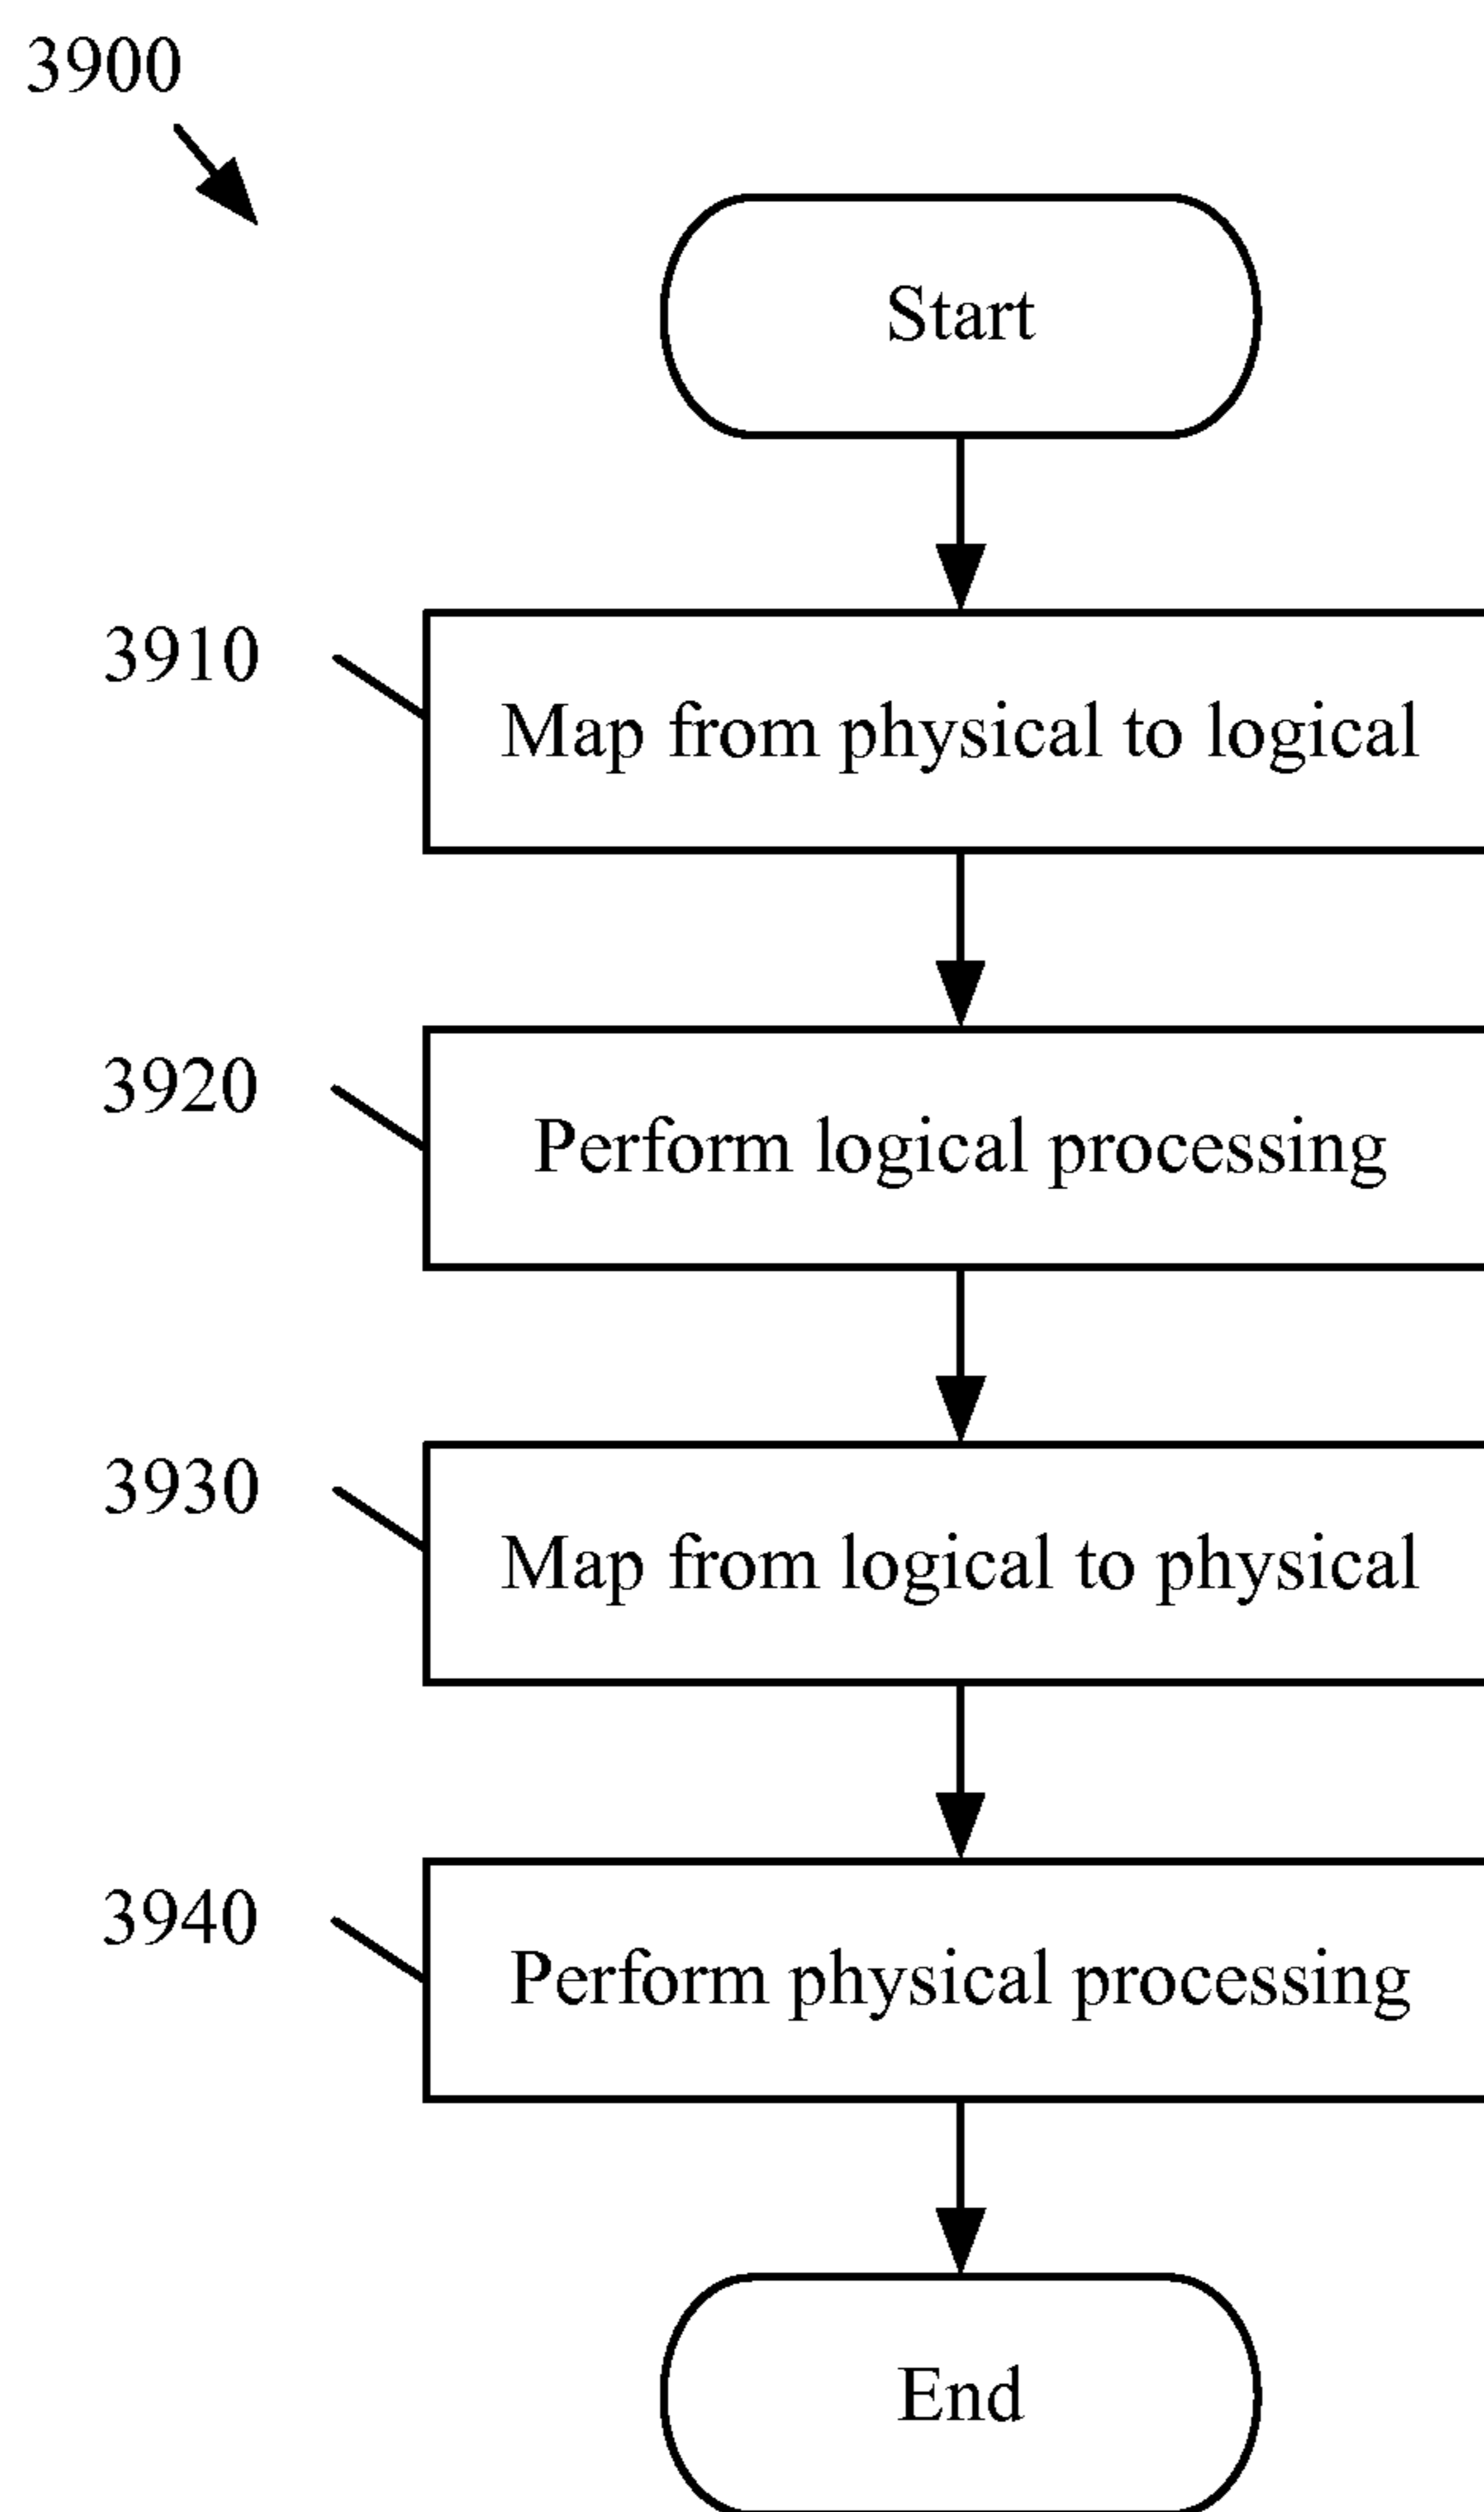 3900
Start
3910
Map from physical to logical
3920
Perform logical processing
3930
Map from logical to physical
3940
Perform physical processing
End